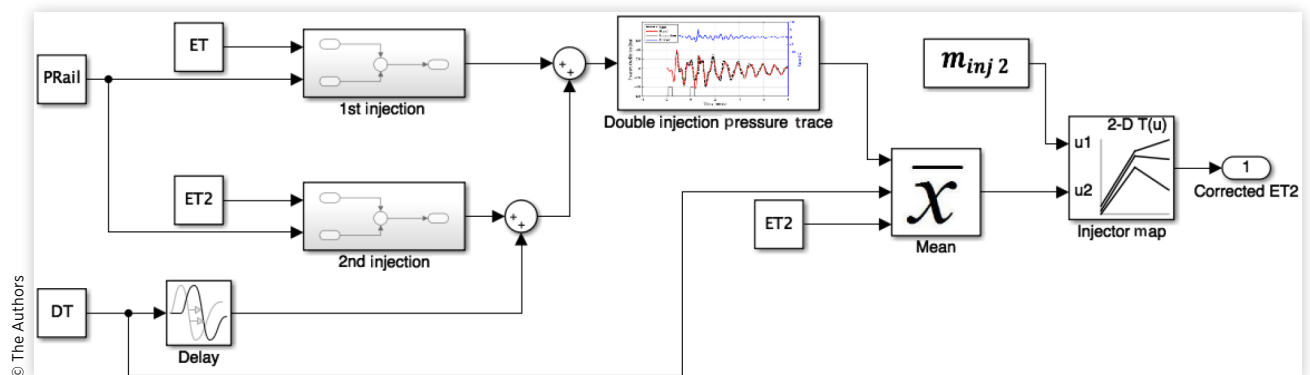 ET
PRail
1st injection
Double injection pressure trace
m inj 2
2-D T(u)
u1
u2
Injector map
1
Corrected ET2
ET2
2nd injection
x
ET2
Mean
DT
Delay
© The Authors